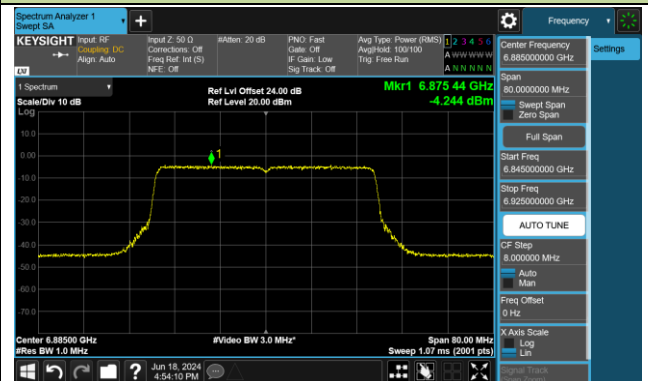 Spectrum Analyzer 1
Swept SA
Frequency
KEYSIGHT
Input: RF
Coupling: DC
Align: Auto
Input Z: 50 Ω
Corrections: Off
Freq Ref: Int (S)
NFE: Off
#Atten: 20 dB
PNO: Fast
Gate: Off
IF Gain: Low
Sig Track: Off
Avg Type: Power (RMS)
Avg|Hold: 100/100
Trig: Free Run
1 2 3 4 5 6
A W W W W W
A N N N N N
LXI
1 Spectrum
Scale/Div 10 dB
Log
Ref Lvl Offset 24.00 dB
Ref Level 20.00 dBm
Mkr1 6.875 44 GHz
-4.244 dBm
10.0
0.00
-10.0
-20.0
-30.0
-40.0
-50.0
-60.0
-70.0
1
Center 6.88500 GHz
#Res BW 1.0 MHz
#Video BW 3.0 MHz*
Span 80.00 MHz
Sweep 1.07 ms (2001 pts)
Jun 18, 2024
4:54:10 PM
?
Center Frequency
6.885000000 GHz
Settings
Span
80.0000000 MHz
Swept Span
Zero Span
Full Span
Start Freq
6.845000000 GHz
Stop Freq
6.925000000 GHz
AUTO TUNE
CF Step
8.000000 MHz
Auto
Man
Freq Offset
0 Hz
X Axis Scale
Log
Lin
Signal Track
(Span Zoom)